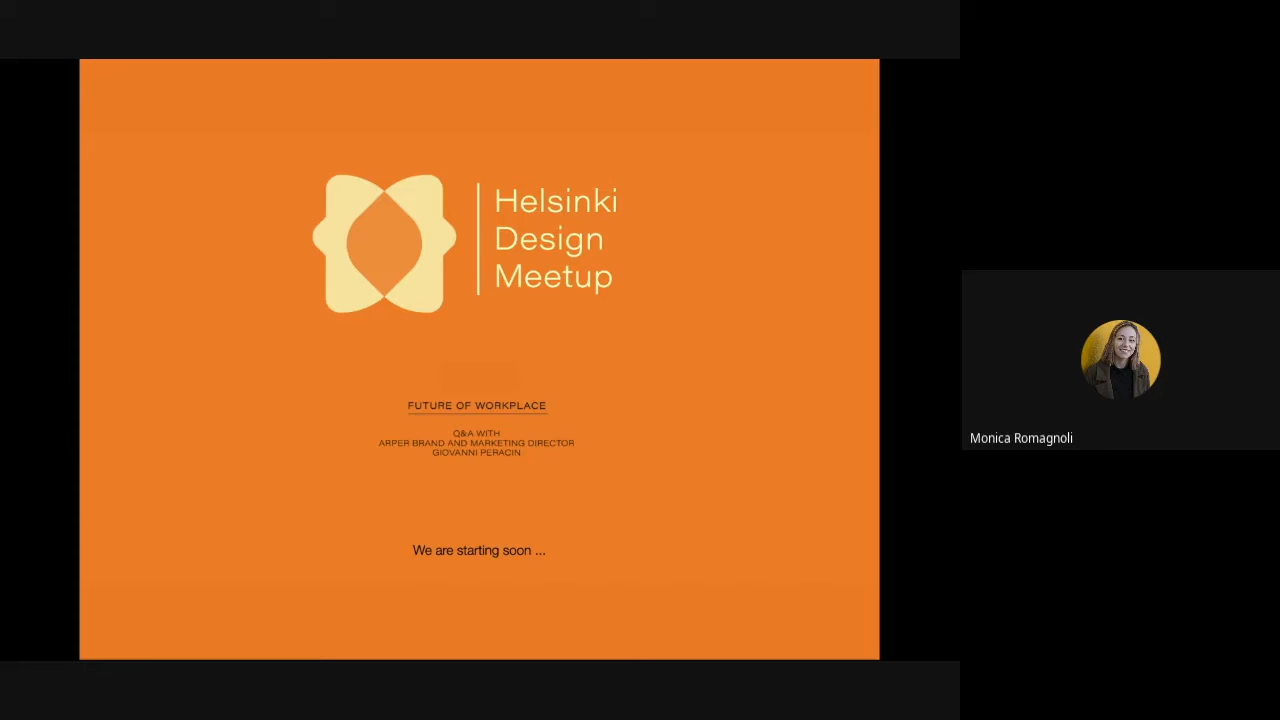 Helsinki
Design
Meetup
FUTURE OF WORKPLACE
Q&A WITH
ARPER BRAND AND MARKETING DIRECTOR
GIOVANNI PERACIN
We are starting soon ...
Monica Romagnoli